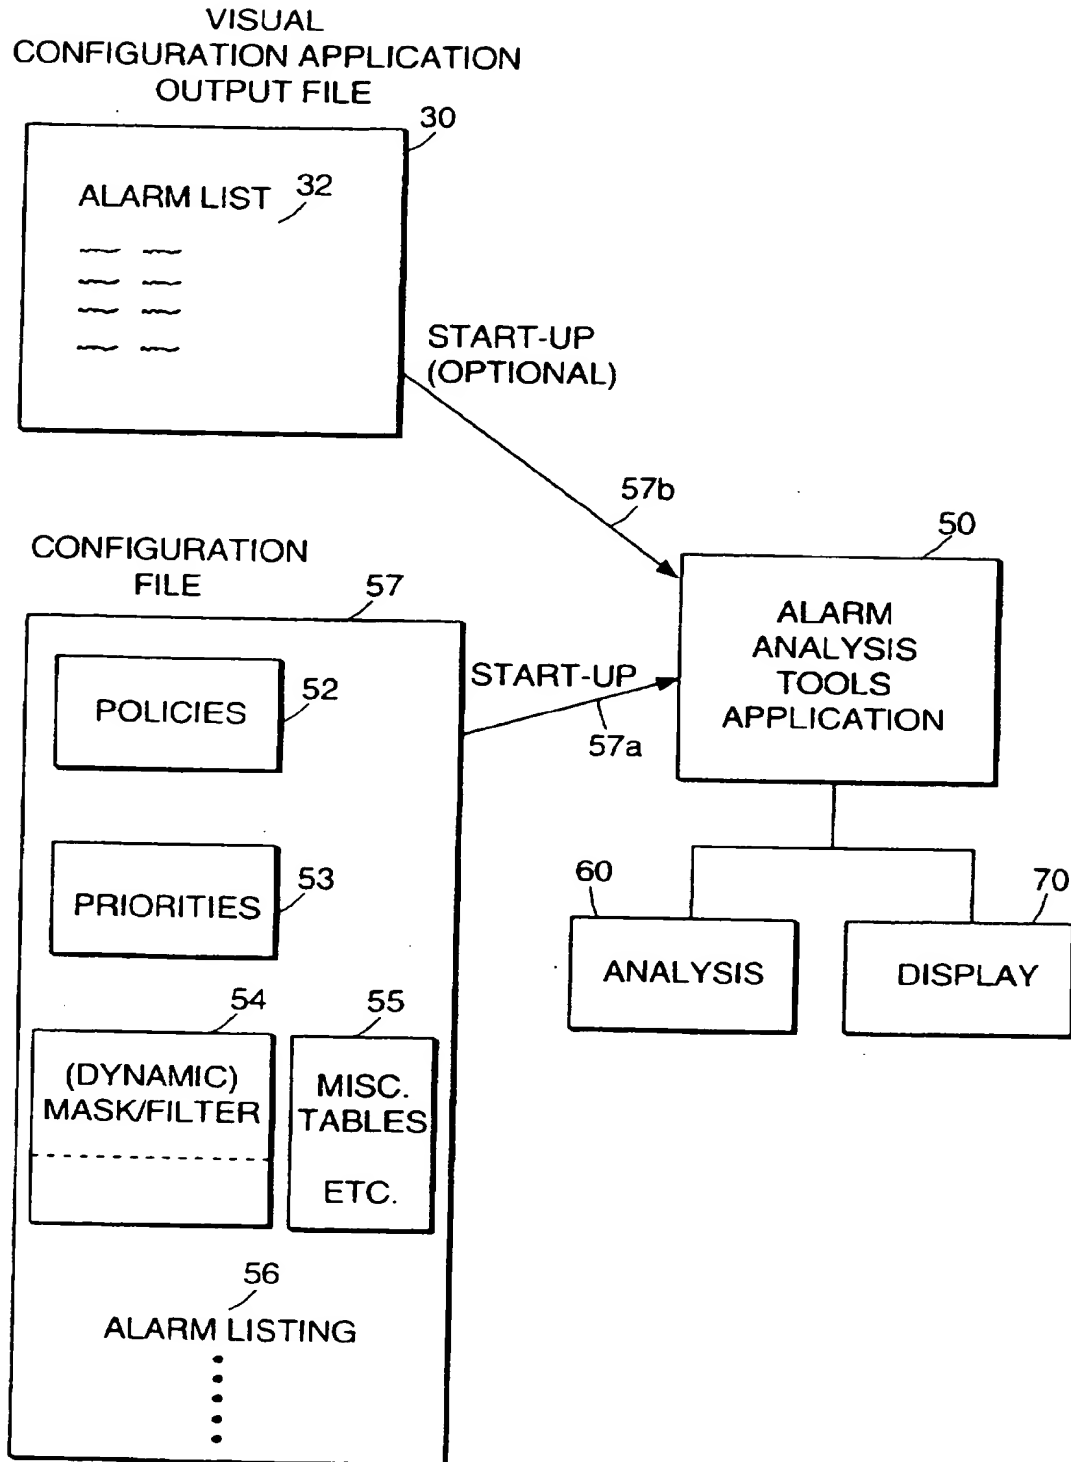 VISUAL
CONFIGURATION APPLICATION
OUTPUT FILE
30
ALARM LIST
32
START-UP
(OPTIONAL)
57b
CONFIGURATION
FILE
57
POLICIES
52
START-UP
57a
50
ALARM
ANALYSIS
TOOLS
APPLICATION
PRIORITIES
53
60
ANALYSIS
70
DISPLAY
54
(DYNAMIC)
MASK/FILTER
55
MISC.
TABLES
ETC.
56
ALARM LISTING